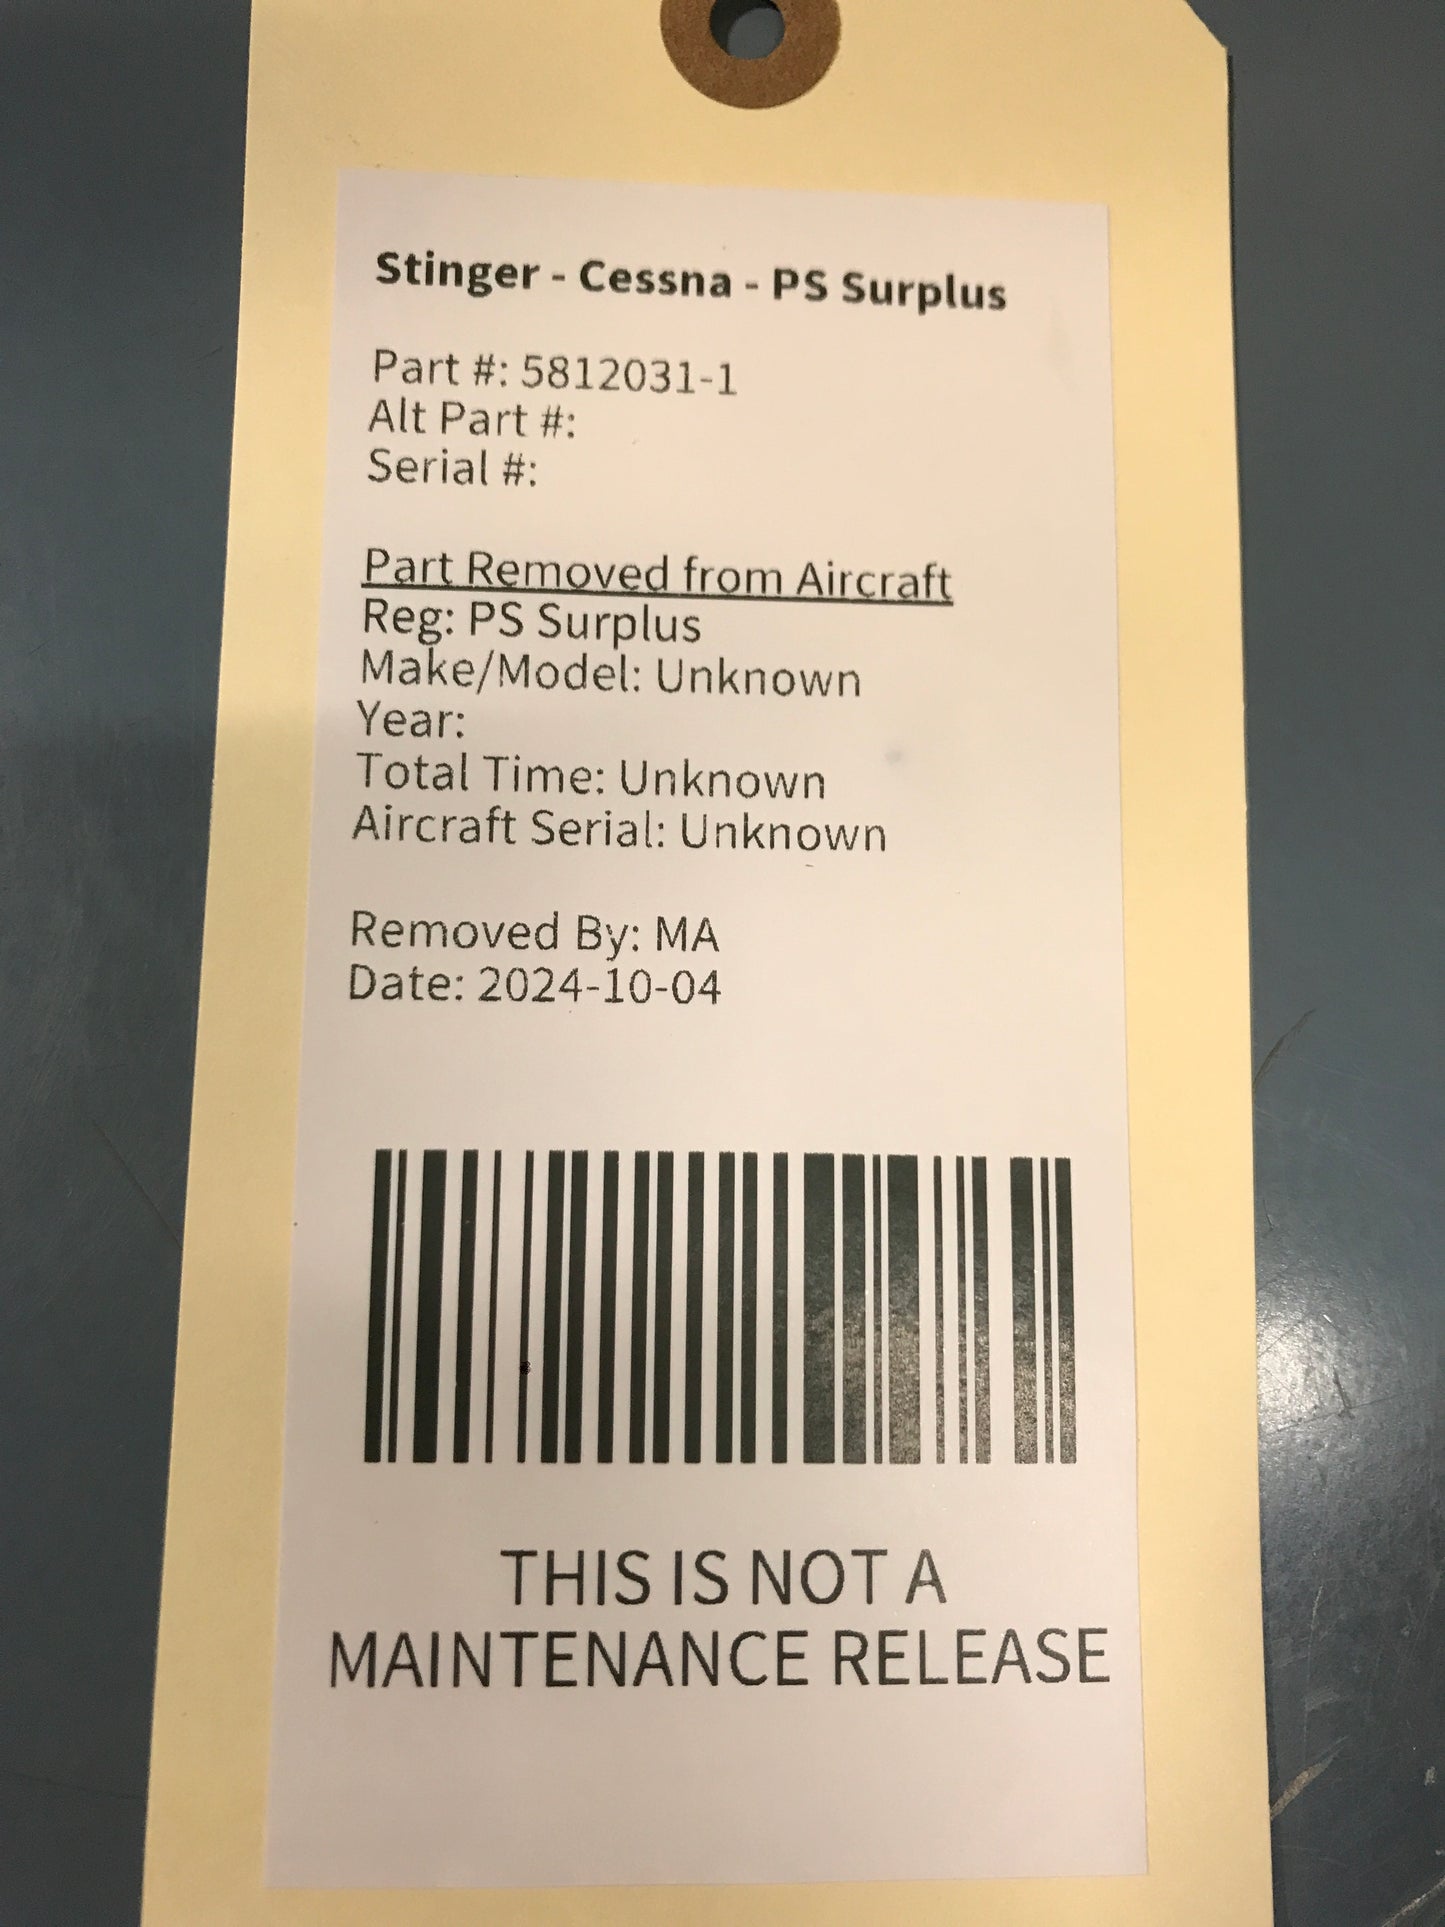 Stinger - Cessna - PS Surplus
Part #: 5812031-1
Alt Part #:
Serial #:
Part Removed from Aircraft
Reg: PS Surplus
Make/Model: Unknown
Year:
Total Time: Unknown
Aircraft Serial: Unknown
Removed By: MA
Date: 2024-10-04
THIS IS NOT A
MAINTENANCE RELEASE